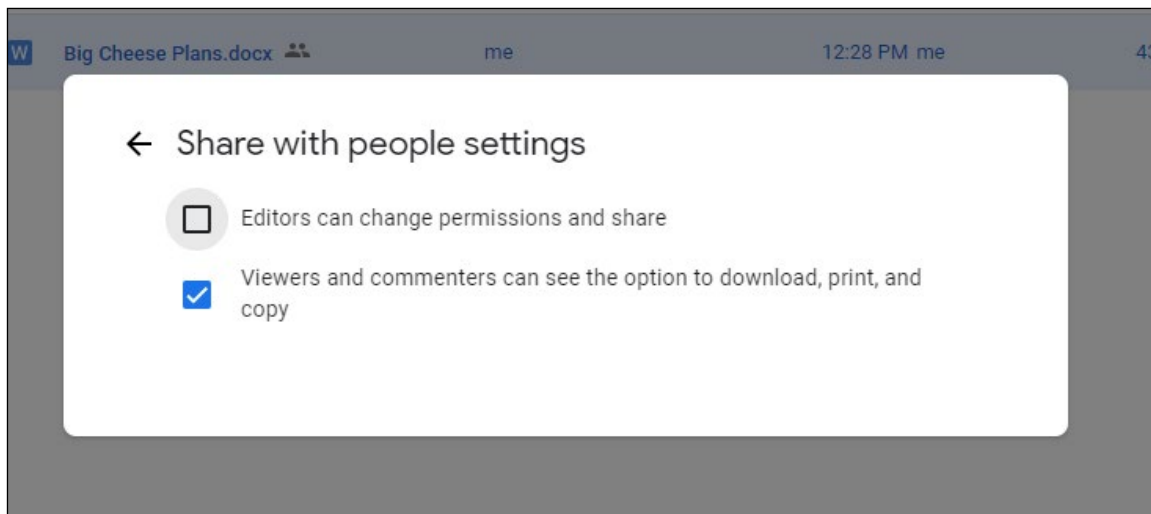 W Big Cheese Plans.docx me 12:28 PM me 43
Share with people settings
Editors can change permissions and share
Viewers and commenters can see the option to download, print, and
copy